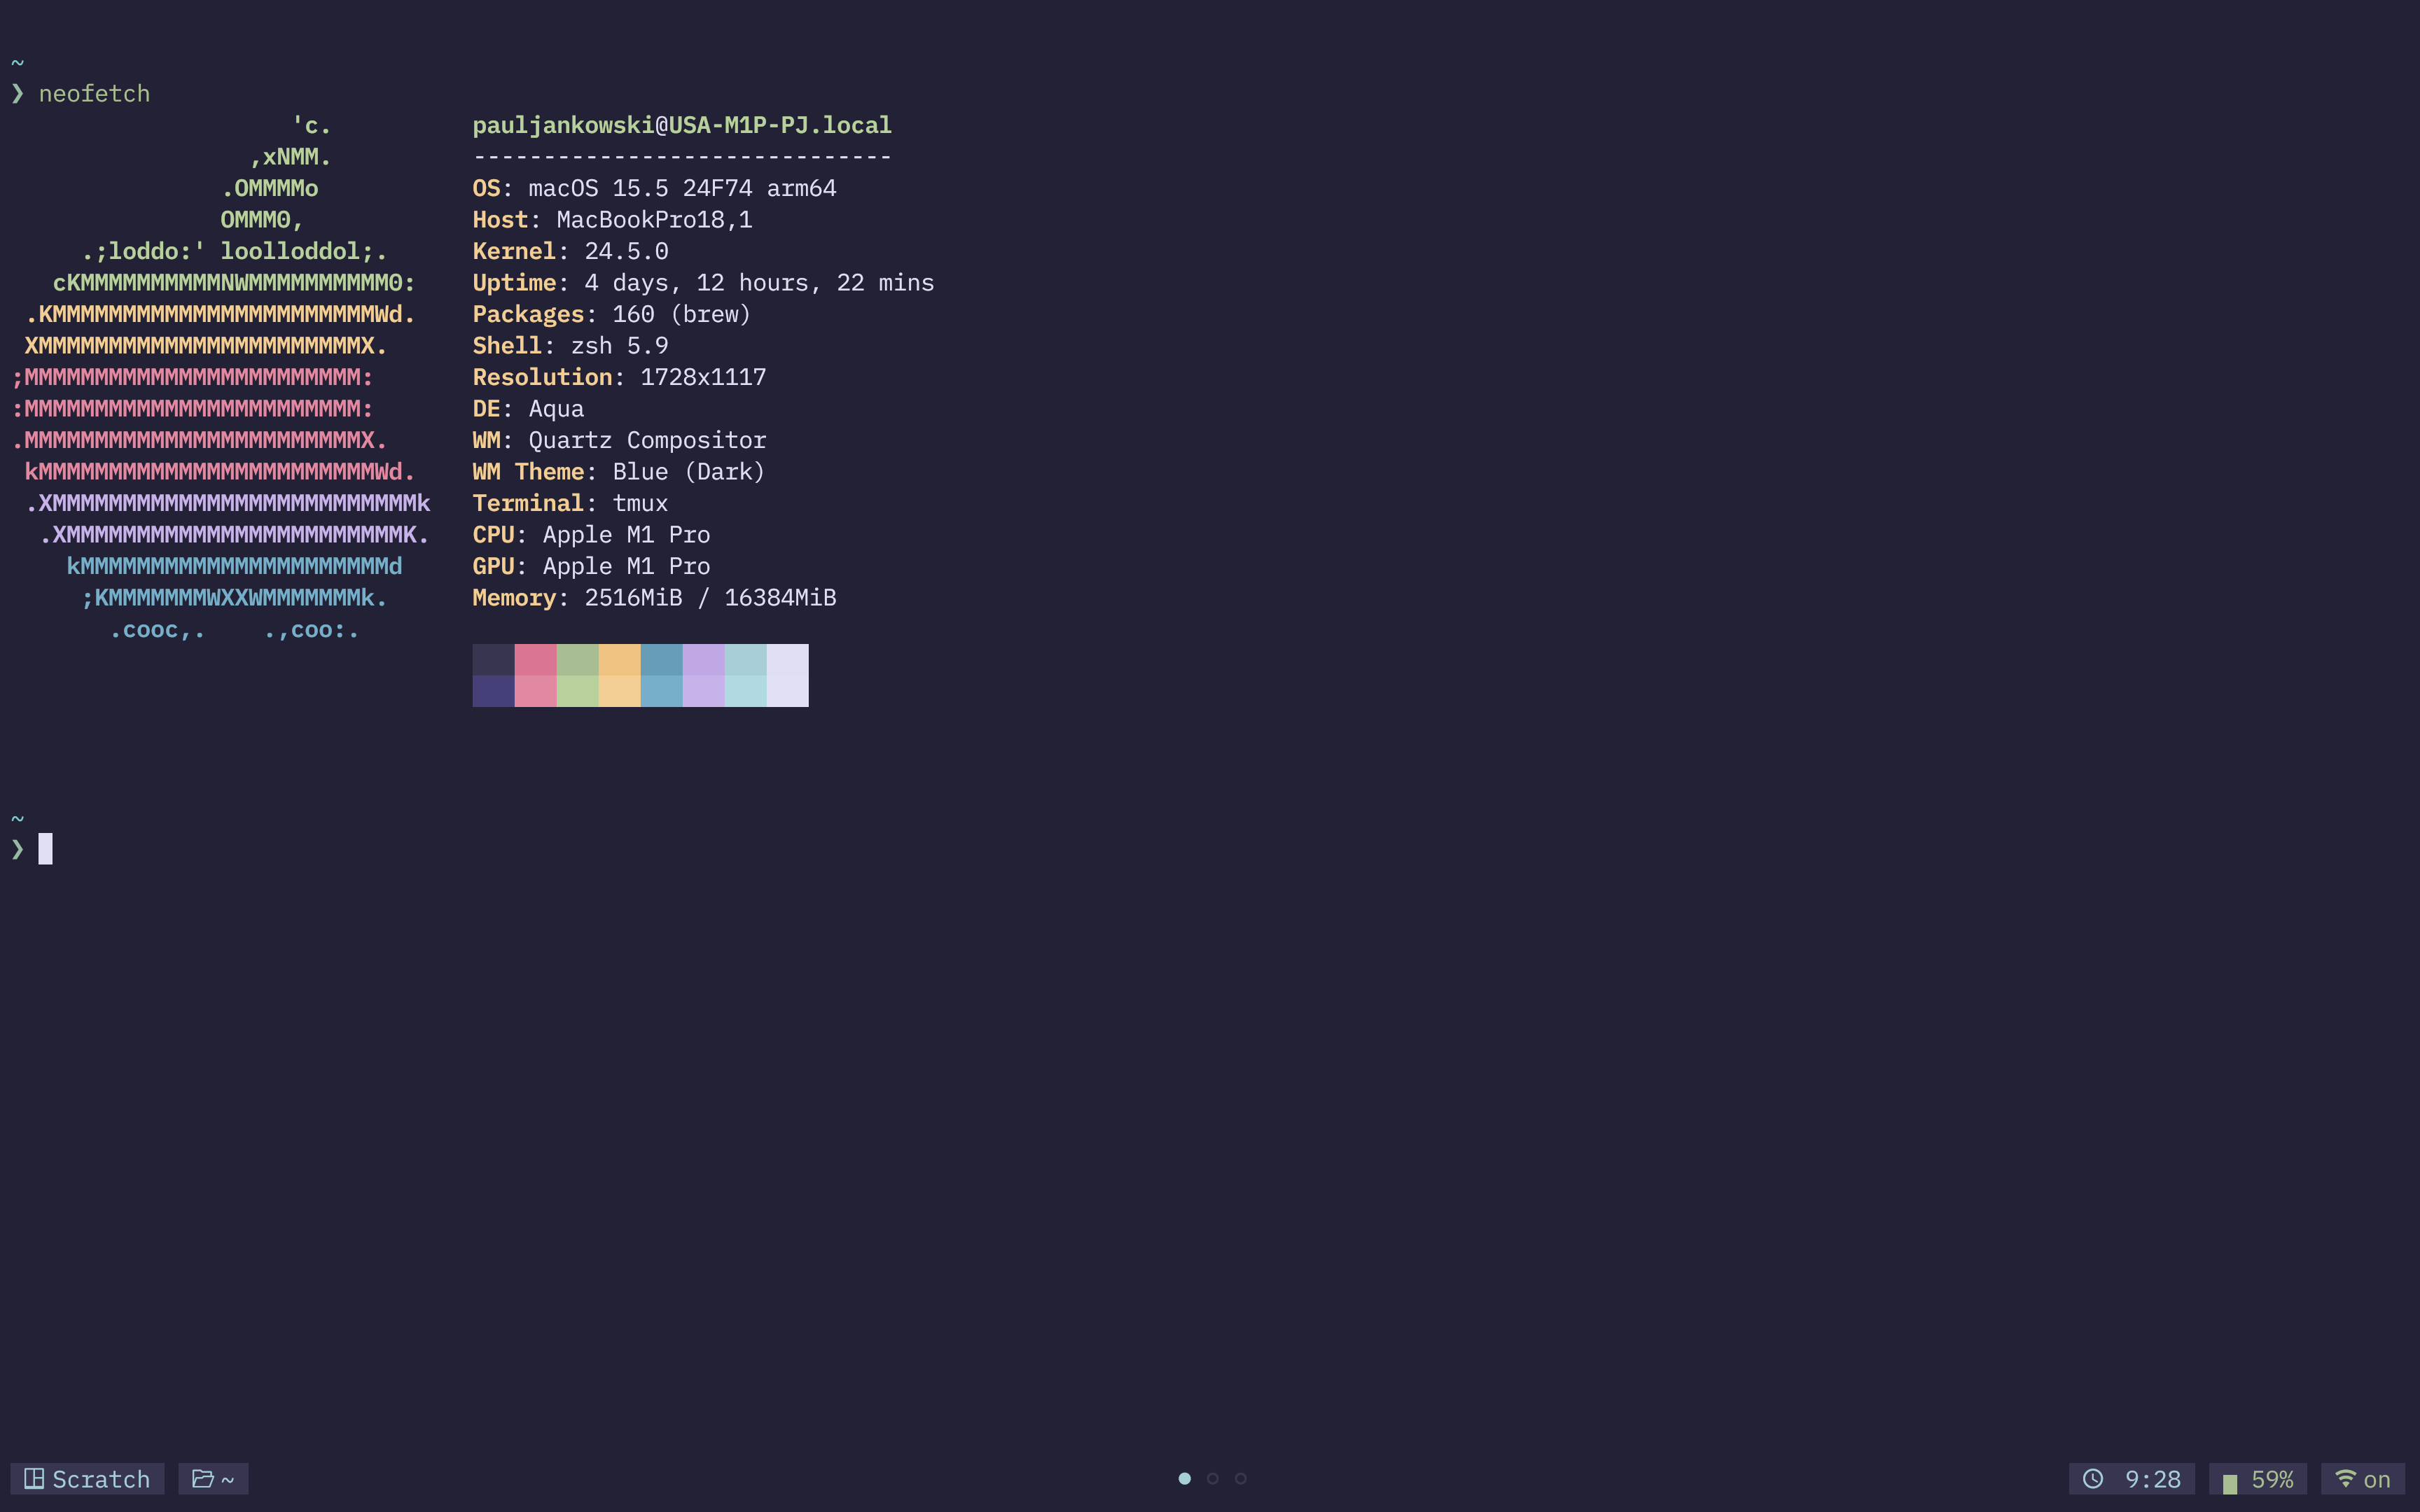 ~
❯ neofetch
'c.
,xNMM.
.OMMMMo
OMMM0,
.;loddo:' loolloddol;.
cKMMMMMMMMMMNWMMMMMMMMMM0:
.KMMMMMMMMMMMMMMMMMMMMMMMWd.
XMMMMMMMMMMMMMMMMMMMMMMMX.
;MMMMMMMMMMMMMMMMMMMMMMMM:
:MMMMMMMMMMMMMMMMMMMMMMMM:
.MMMMMMMMMMMMMMMMMMMMMMMMX.
kMMMMMMMMMMMMMMMMMMMMMMMMWd.
.XMMMMMMMMMMMMMMMMMMMMMMMMMMk
.XMMMMMMMMMMMMMMMMMMMMMMMMK.
kMMMMMMMMMMMMMMMMMMMMMMd
;KMMMMMMMWXXWMMMMMMMk.
.cooc,. .,coo:.
pauljankowski@USA-M1P-PJ.local
------------------------------
OS: macOS 15.5 24F74 arm64
Host: MacBookPro18,1
Kernel: 24.5.0
Uptime: 4 days, 12 hours, 22 mins
Packages: 160 (brew)
Shell: zsh 5.9
Resolution: 1728x1117
DE: Aqua
WM: Quartz Compositor
WM Theme: Blue (Dark)
Terminal: tmux
CPU: Apple M1 Pro
GPU: Apple M1 Pro
Memory: 2516MiB / 16384MiB
~
❯
Scratch ~ 9:28 59% on